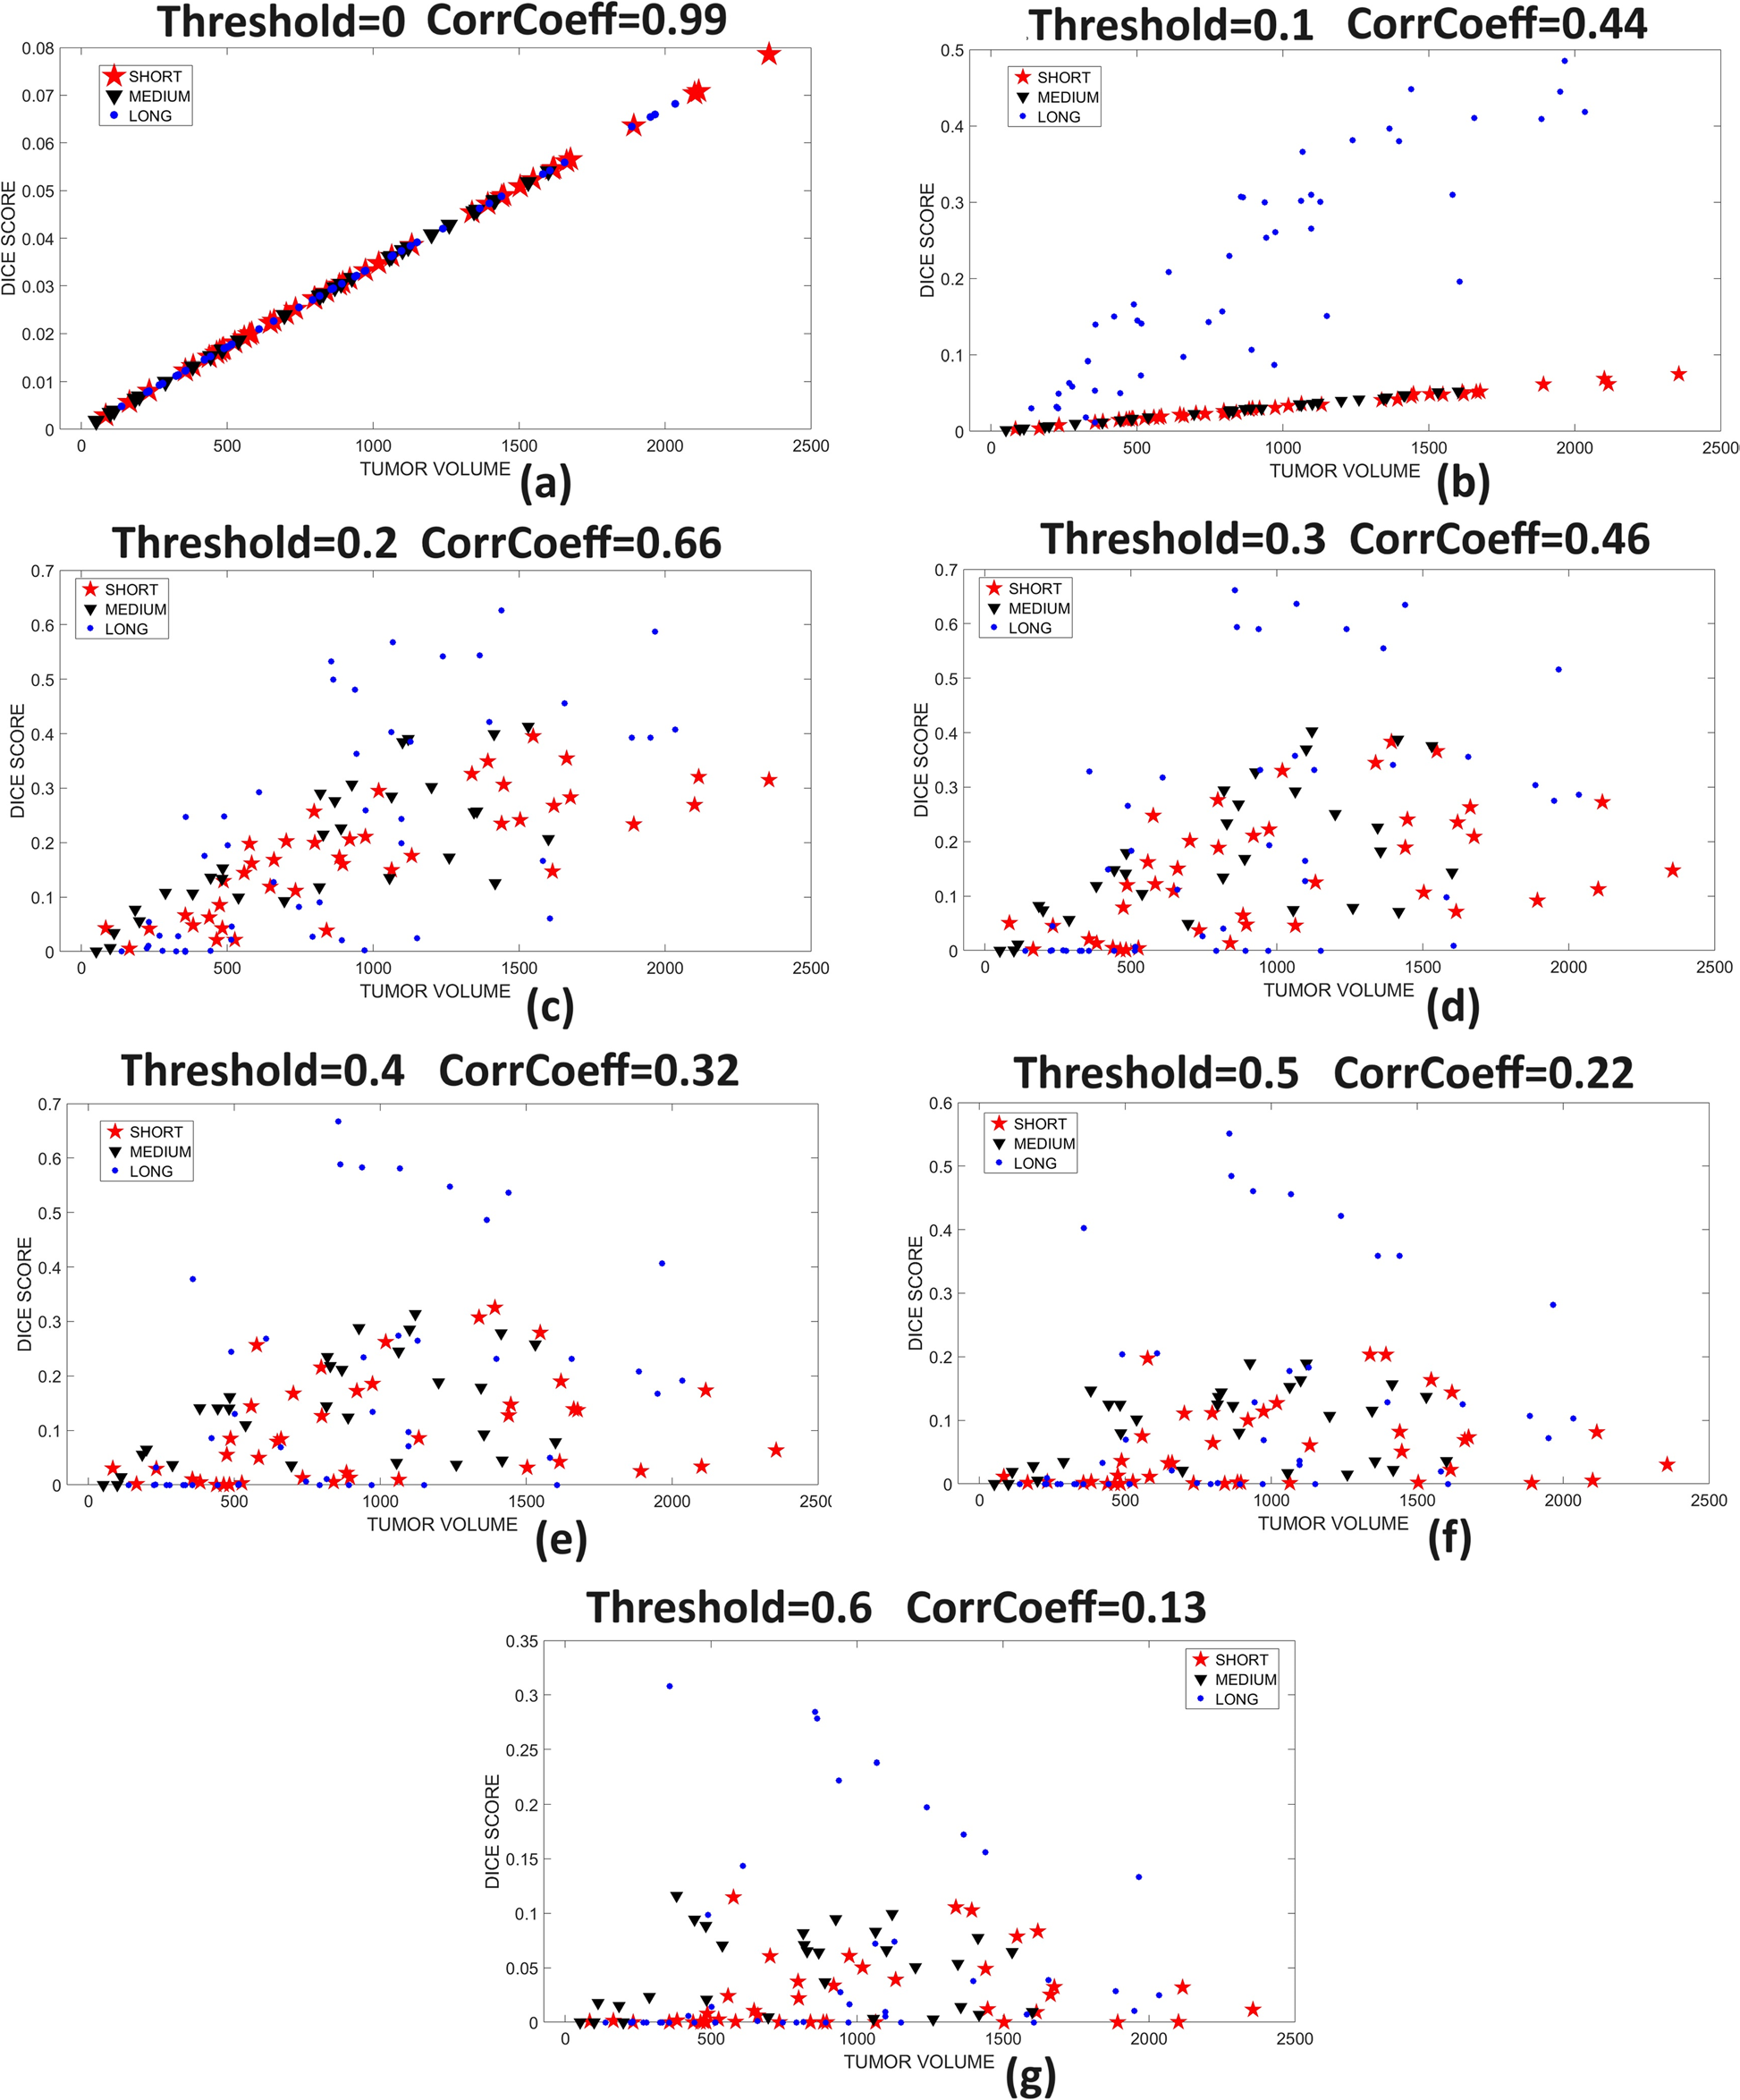 Threshold=0 CorrCoeff=0.99
0.08
0.07
0.06
0.05
0.04
0.03
0.02
0.01
0
DICE SCORE
SHORT
MEDIUM
LONG
0 500 1000 1500 2000 2500
TUMOR VOLUME
(a)
Threshold=0.1 CorrCoeff=0.44
0.5
0.4
0.3
0.2
0.1
0
DICE SCORE
SHORT
MEDIUM
LONG
0 500 1000 1500 2000 2500
TUMOR VOLUME
(b)
Threshold=0.2 CorrCoeff=0.66
0.7
0.6
0.5
0.4
0.3
0.2
0.1
0
DICE SCORE
SHORT
MEDIUM
LONG
0 500 1000 1500 2000 2500
TUMOR VOLUME
(c)
Threshold=0.3 CorrCoeff=0.46
0.7
0.6
0.5
0.4
0.3
0.2
0.1
0
DICE SCORE
SHORT
MEDIUM
LONG
0 500 1000 1500 2000 2500
TUMOR VOLUME
(d)
Threshold=0.4 CorrCoeff=0.32
0.7
0.6
0.5
0.4
0.3
0.2
0.1
0
DICE SCORE
SHORT
MEDIUM
LONG
0 500 1000 1500 2000 2500
TUMOR VOLUME
(e)
Threshold=0.5 CorrCoeff=0.22
0.6
0.5
0.4
0.3
0.2
0.1
0
DICE SCORE
SHORT
MEDIUM
LONG
0 500 1000 1500 2000 2500
TUMOR VOLUME
(f)
Threshold=0.6 CorrCoeff=0.13
0.35
0.3
0.25
0.2
0.15
0.1
0.05
0
DICE SCORE
SHORT
MEDIUM
LONG
0 500 1000 1500 2000 2500
TUMOR VOLUME
(g)